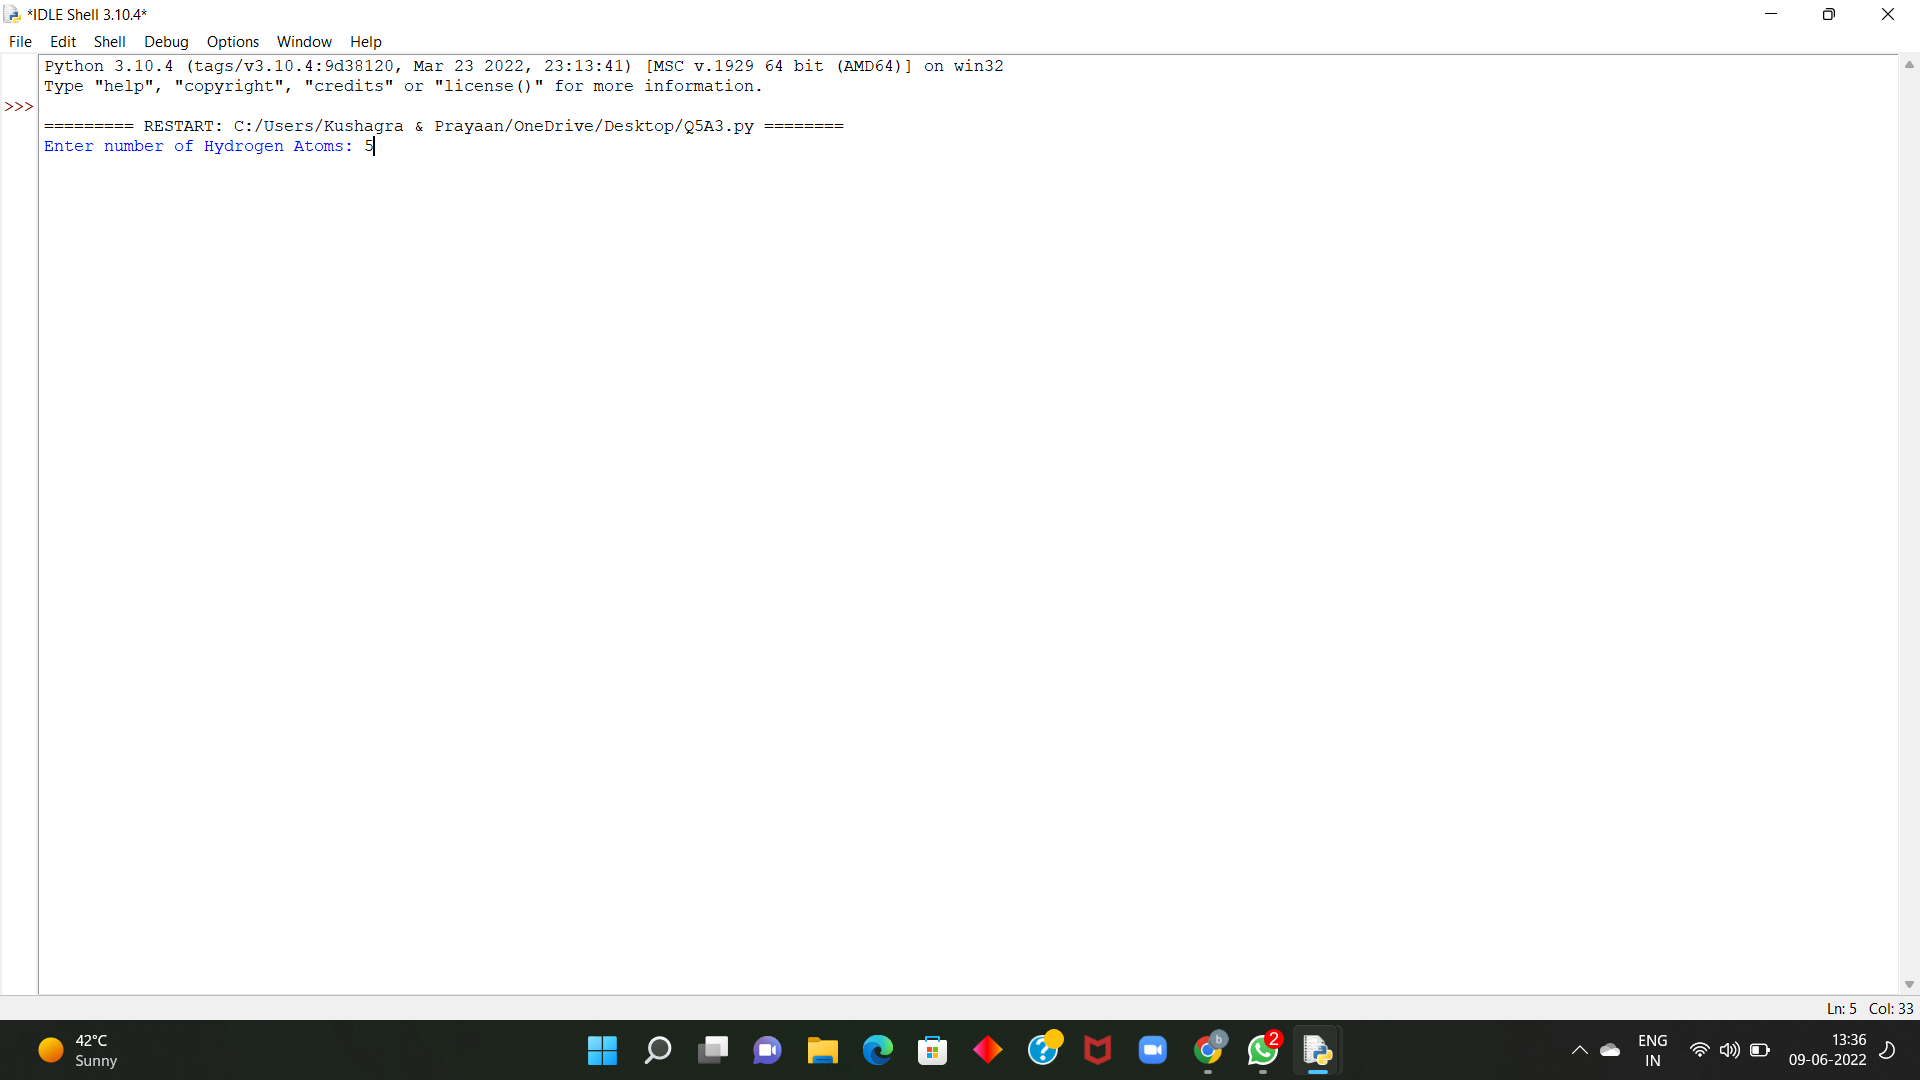 *IDLE Shell 3.10.4*
File Edit Shell Debug Options Window Help
Python 3.10.4 (tags/v3.10.4:9d38120, Mar 23 2022, 23:13:41) [MSC v.1929 64 bit (AMD64)] on win32
Type "help", "copyright", "credits" or "license()" for more information.
>>>
========= RESTART: C:/Users/Kushagra & Prayaan/OneDrive/Desktop/Q5A3.py ========
Enter number of Hydrogen Atoms: 5
Ln: 5 Col: 33
42°C
Sunny
b
2
ENG
IN
13:36
09-06-2022